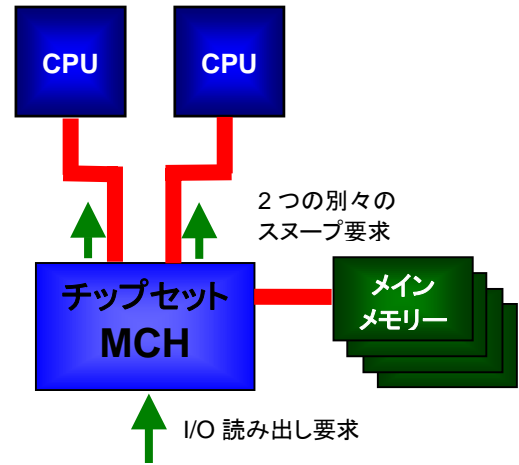 CPU
CPU
2 つの別々の
スヌープ要求
チップセット
MCH
メイン
メモリー
I/O 読み出し要求